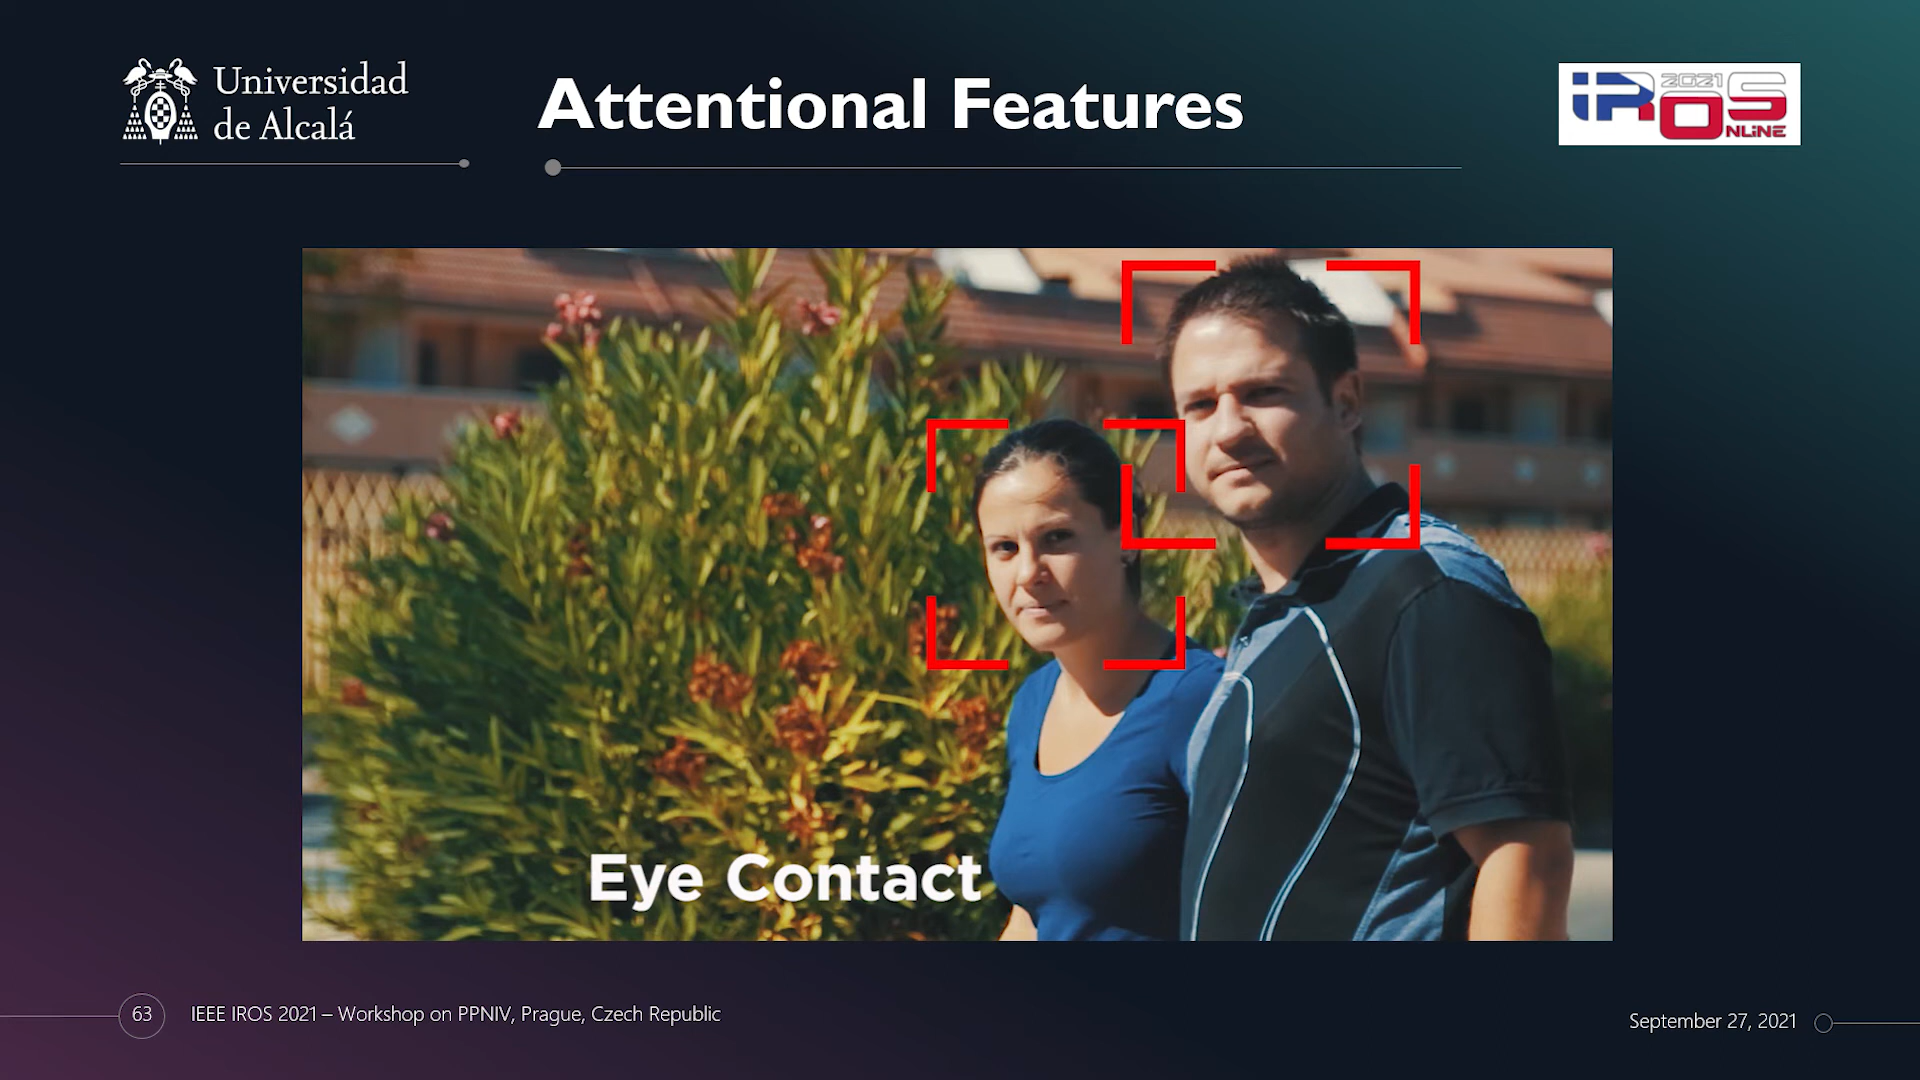 Universidad
de Alcalá
Attentional Features
IROS 2021
ONLINE
Eye Contact
63
IEEE IROS 2021 – Workshop on PPNIV, Prague, Czech Republic
September 27, 2021